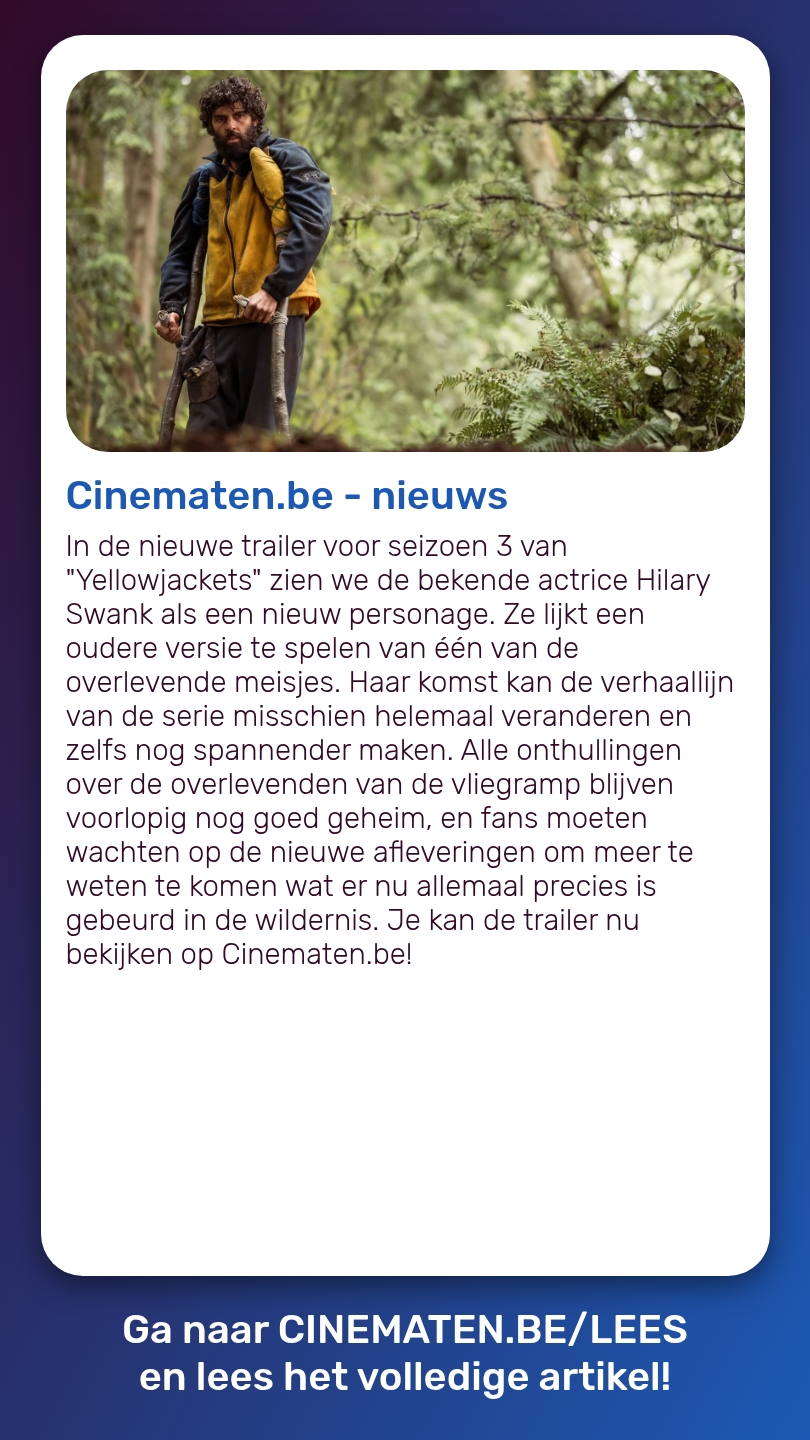 Cinematen.be - nieuws
In de nieuwe trailer voor seizoen 3 van
"Yellowjackets" zien we de bekende actrice Hilary
Swank als een nieuw personage. Ze lijkt een
oudere versie te spelen van één van de
overlevende meisjes. Haar komst kan de verhaallijn
van de serie misschien helemaal veranderen en
zelfs nog spannender maken. Alle onthullingen
over de overlevenden van de vliegramp blijven
voorlopig nog goed geheim, en fans moeten
wachten op de nieuwe afleveringen om meer te
weten te komen wat er nu allemaal precies is
gebeurd in de wildernis. Je kan de trailer nu
bekijken op Cinematen.be!
Ga naar CINEMATEN.BE/LEES
en lees het volledige artikel!